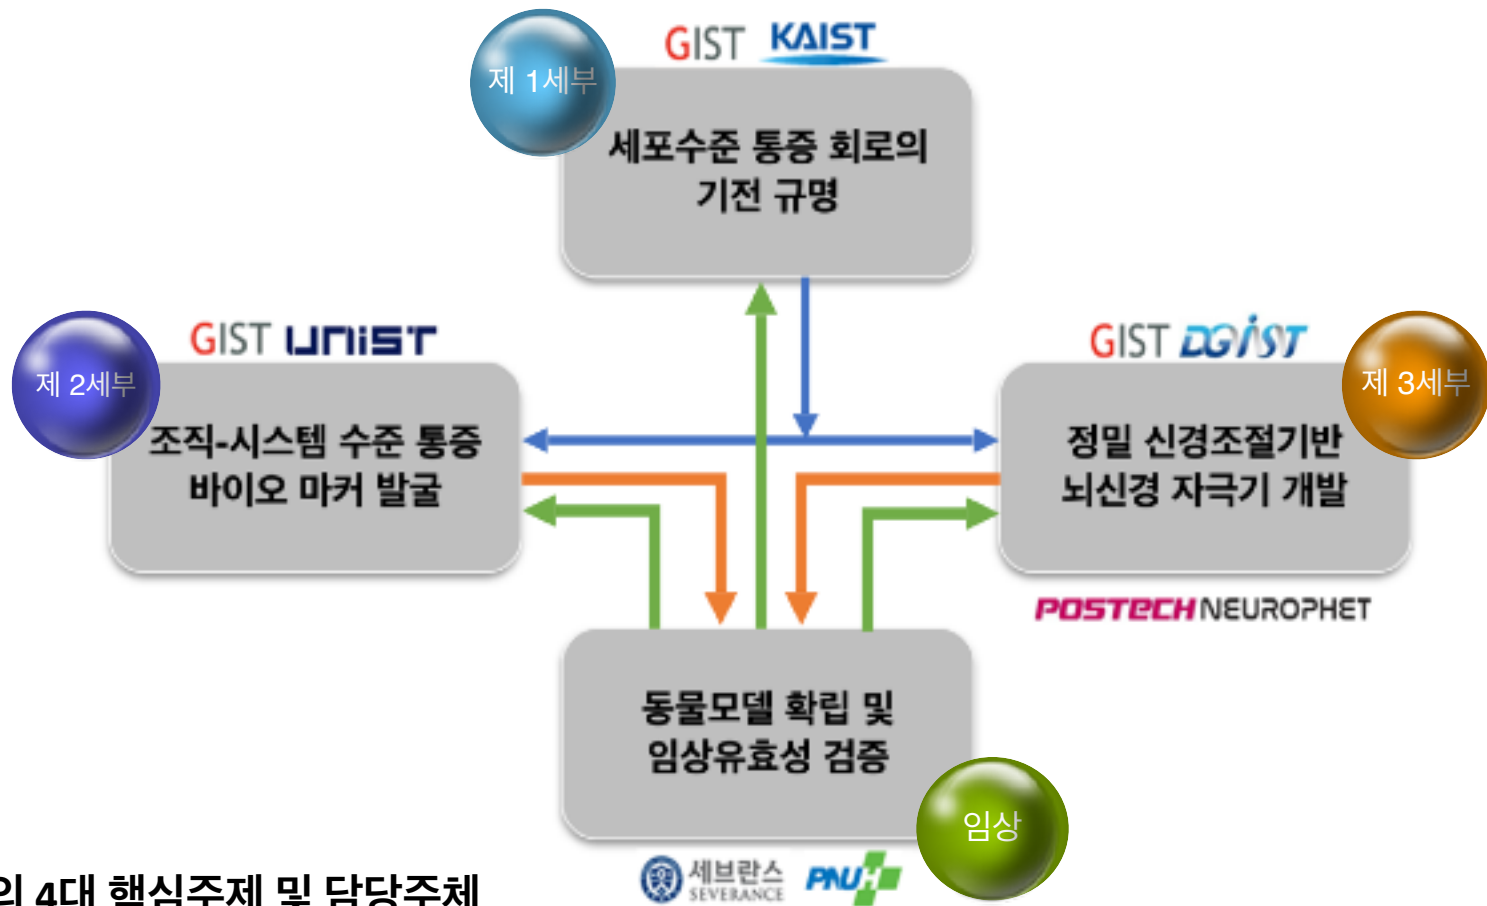 GIST KAIST
제 1세부
세포수준 통증 회로의
기전 규명
GIST UNIST
제 2세부
조직-시스템 수준 통증
바이오 마커 발굴
GIST DGIST
제 3세부
정밀 신경조절기반
뇌신경 자극기 개발
POSTECH NEUROPHET
동물모델 확립 및
임상유효성 검증
임상
세브란스
SEVERANCE
PNUH
의 4대 핵심주제 및 담당주체